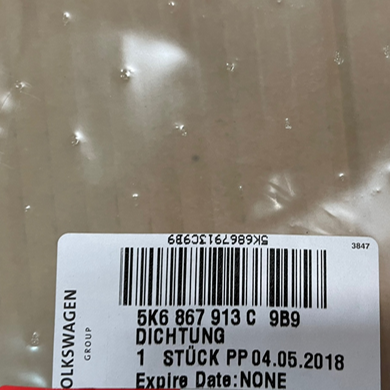 5K6867913C9B9
3847
5K6 867 913 C 9B9
DICHTUNG
1 STÜCK PP 04.05.2018
Expire Date:NONE
OLKSWAGEN
GROUP